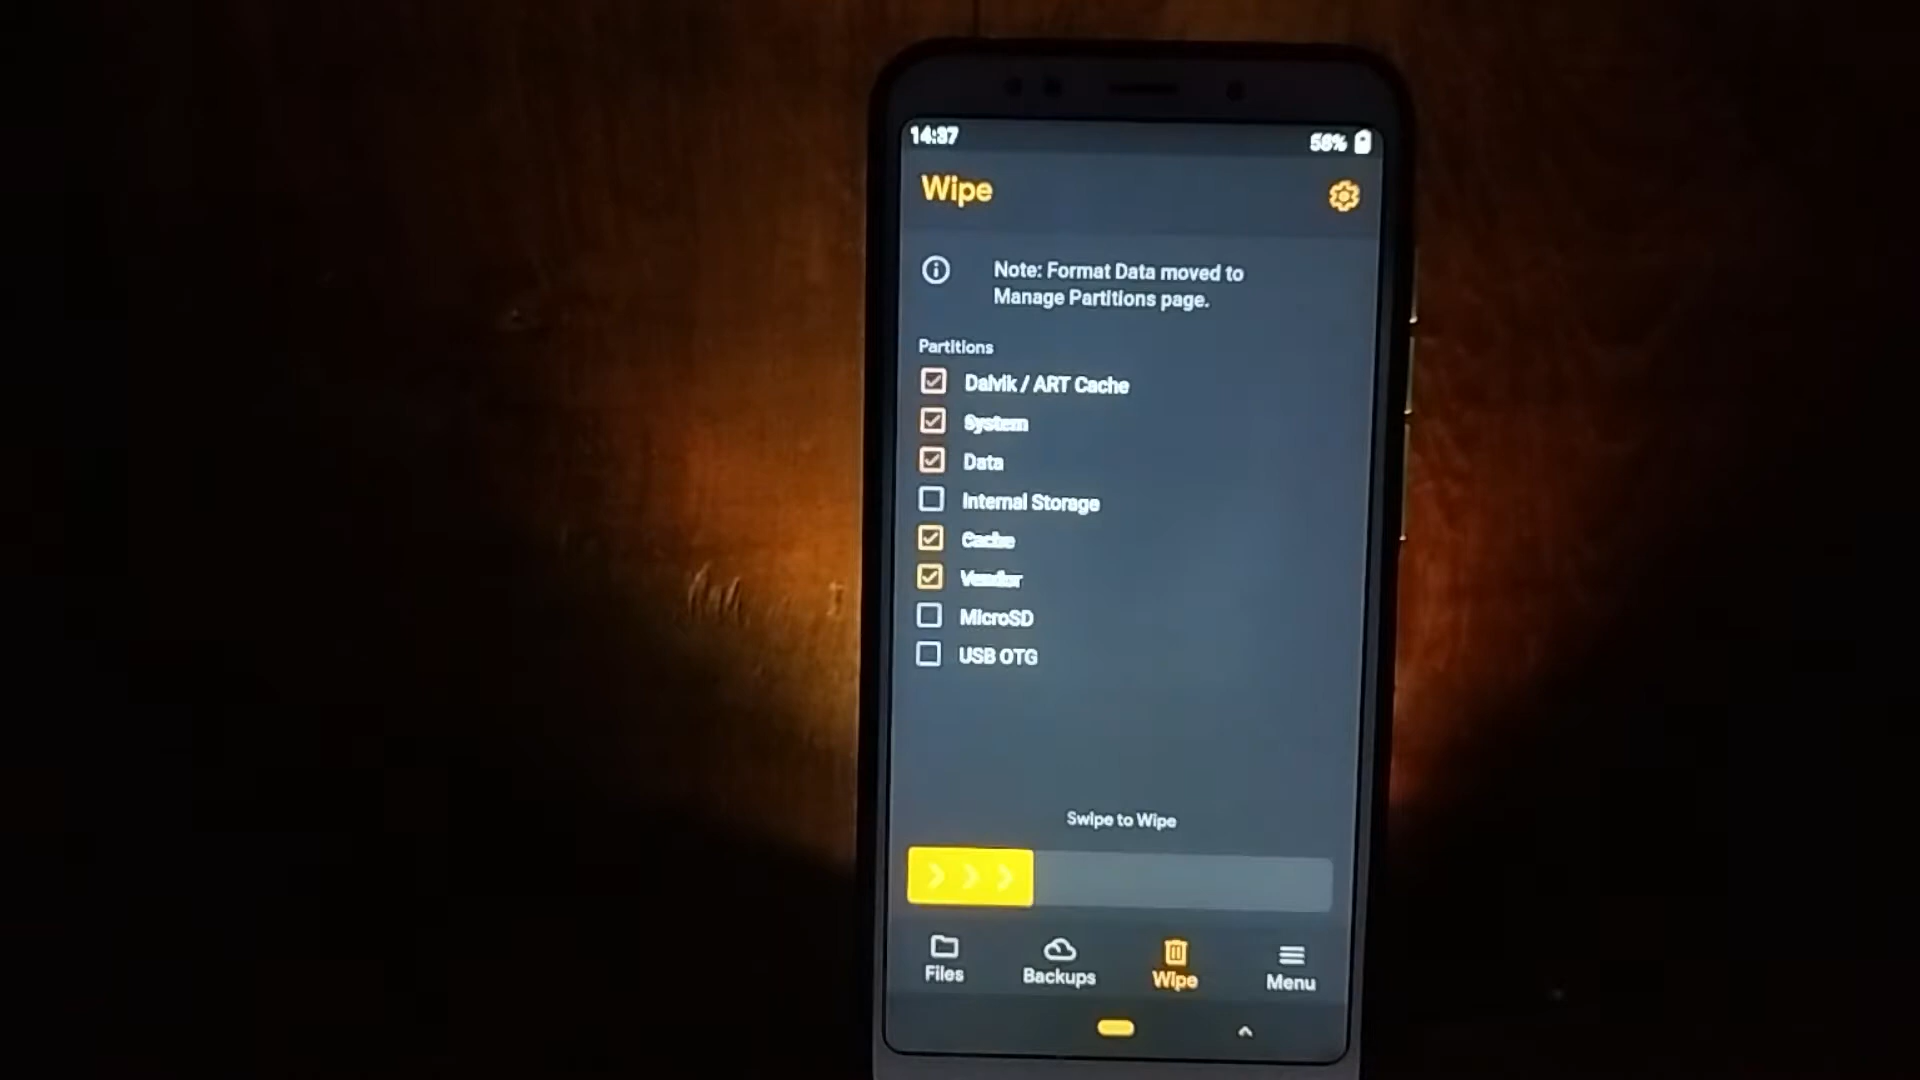 14:37
58%
Wipe
Note: Format Data moved to
Manage Partitions page.
Partitions
Dalvik / ART Cache
System
Data
Internal Storage
Cache
Vendor
MicroSD
USB OTG
Swipe to Wipe
Files
Backups
Wipe
Menu